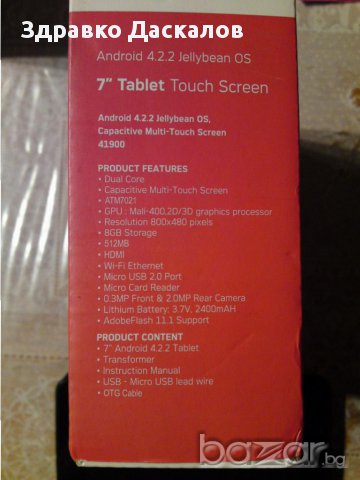 Здравко Даскалов
Android 4.2.2 Jellybean OS
7" Tablet Touch Screen
Android 4.2.2 Jellybean OS,
Capacitive Multi-Touch Screen
41900
PRODUCT FEATURES
• Dual Core
• Capacitive Multi-Touch Screen
• ATM7021
• GPU : Mali-400,2D/3D graphics processor
• Resolution 800x480 pixels
• 8GB Storage
• 512MB
• HDMI
• Wi-Fi Ethernet
• Micro USB 2.0 Port
• Micro Card Reader
• 0.3MP Front & 2.0MP Rear Camera
• Lithium Battery: 3.7V, 2400mAH
• AdobeFlash 11.1 Support
PRODUCT CONTENT
• 7" Android 4.2.2 Tablet
• Transformer
• Instruction Manual
• USB - Micro USB lead wire
• OTG Cable
bazar.bg